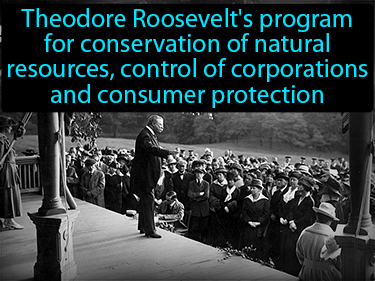 Theodore Roosevelt's program
for conservation of natural
resources, control of corporations
and consumer protection